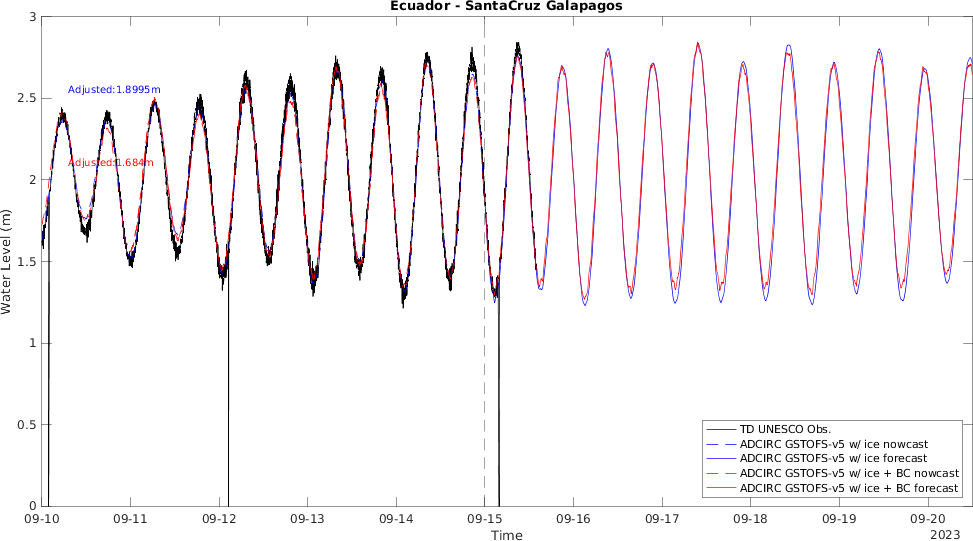 Ecuador - SantaCruz Galapagos
Water Level (m)
3
2.5
2
1.5
1
0.5
0
Adjusted:1.8995m
Adjusted:1.684m
TD UNESCO Obs.
ADCIRC GSTOFS-v5 w/ ice nowcast
ADCIRC GSTOFS-v5 w/ ice forecast
ADCIRC GSTOFS-v5 w/ ice + BC nowcast
ADCIRC GSTOFS-v5 w/ ice + BC forecast
09-10 09-11 09-12 09-13 09-14 09-15 09-16 09-17 09-18 09-19 09-20
2023
Time